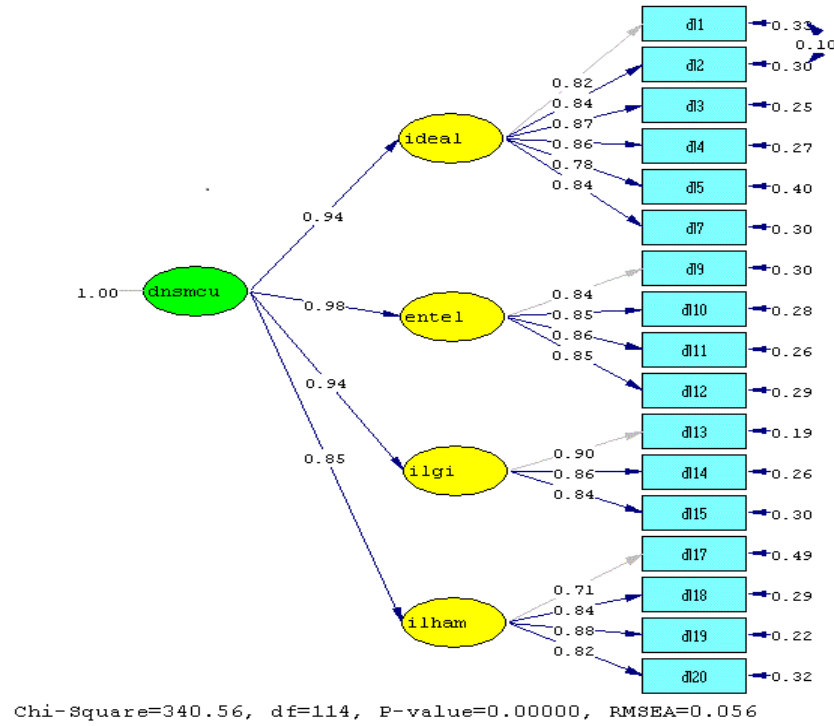 dl1
0.33
0.10
dl2
0.30
dl3
0.25
dl4
0.27
dl5
0.40
dl7
0.30
dl9
0.30
dl10
0.28
dl11
0.26
dl12
0.29
dl13
0.19
dl14
0.26
dl15
0.30
dl17
0.49
dl18
0.29
dl19
0.22
dl20
0.32
ideal
0.82
0.84
0.87
0.86
0.78
0.84
entel
0.84
0.85
0.86
0.85
ilgi
0.90
0.86
0.84
ilham
0.71
0.84
0.88
0.82
1.00
dnsmcu
0.94
0.98
0.94
0.85
Chi-Square=340.56, df=114, P-value=0.00000, RMSEA=0.056